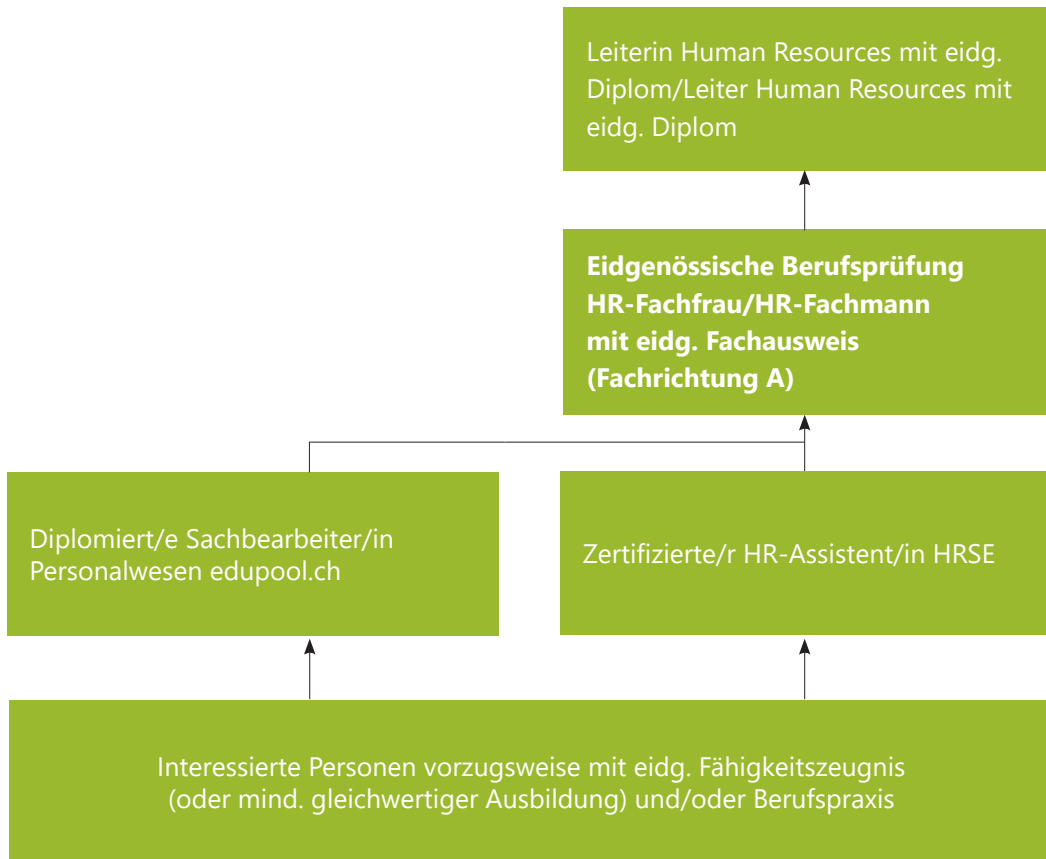 Leiterin Human Resources mit eidg.
Diplom/Leiter Human Resources mit
eidg. Diplom
Eidgenössische Berufsprüfung
HR-Fachfrau/HR-Fachmann
mit eidg. Fachausweis
(Fachrichtung A)
Diplomiert/e Sachbearbeiter/in
Personalwesen edupool.ch
Zertifizierte/r HR-Assistent/in HRSE
Interessierte Personen vorzugsweise mit eidg. Fähigkeitszeugnis
(oder mind. gleichwertiger Ausbildung) und/oder Berufspraxis